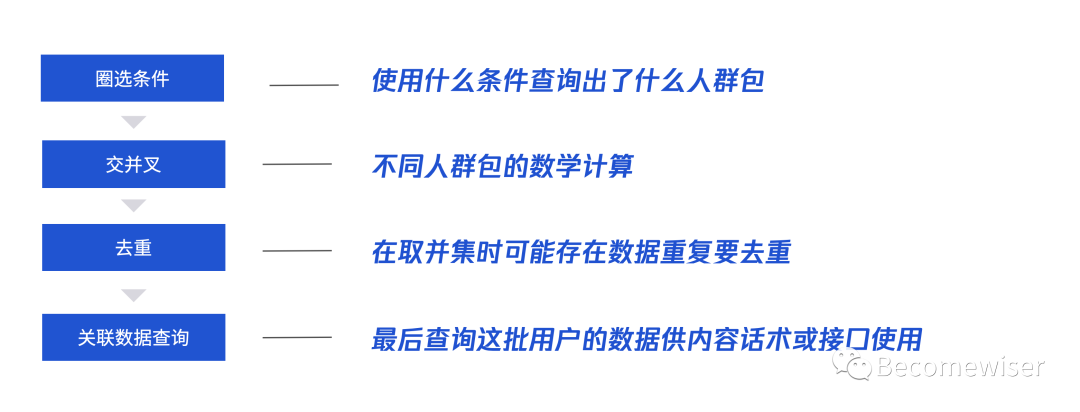 圈选条件
使用什么条件查询出了什么人群包
交并叉
不同人群包的数学计算
去重
在取并集时可能存在数据重复要去重
关联数据查询
最后查询这批用户的数据供内容话术或接口使用
Becomewiser